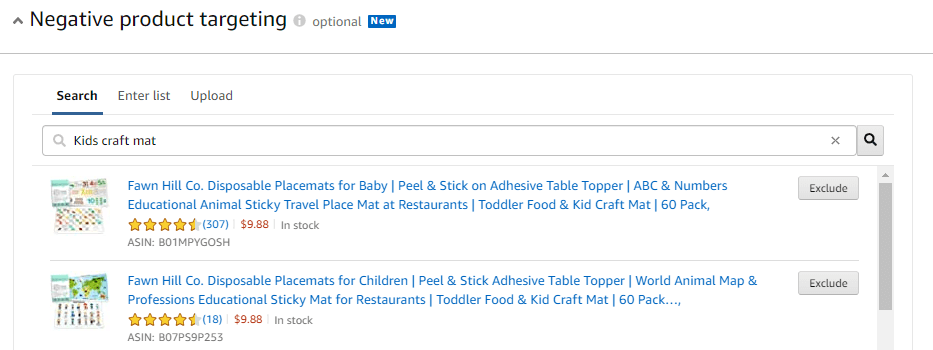 Negative product targeting optional New
Search Enter list Upload
Kids craft mat
Fawn Hill Co. Disposable Placemats for Baby | Peel & Stick on Adhesive Table Topper | ABC & Numbers
Educational Animal Sticky Travel Place Mat at Restaurants | Toddler Food & Kid Craft Mat | 60 Pack,
Exclude
(307) $9.88 In stock
ASIN: B01MPYGOSH
Fawn Hill Co. Disposable Placemats for Children | Peel & Stick Adhesive Table Topper | World Animal Map &
Professions Educational Sticky Mat for Restaurants | Toddler Food & Kid Craft Mat | 60 Pack...,
Exclude
(18) $9.88 In stock
ASIN: B07PS9P253